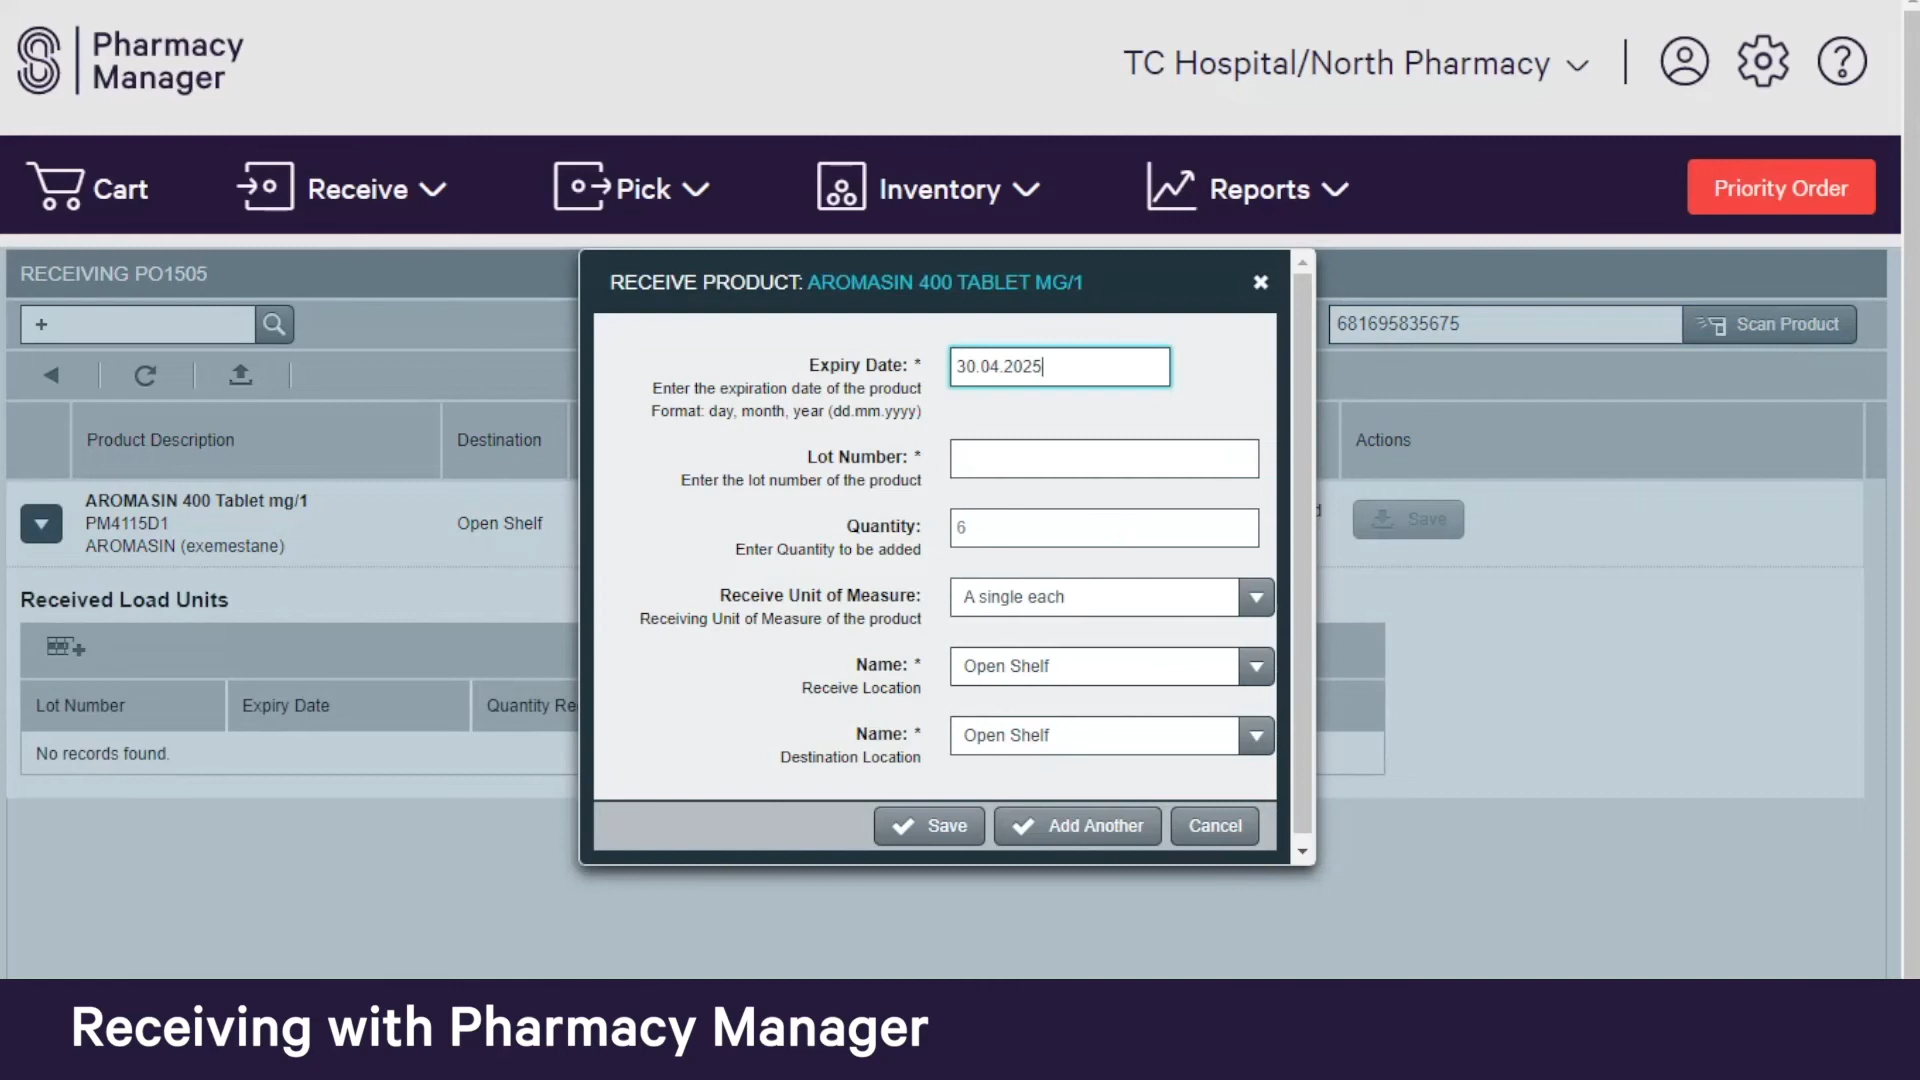 Pharmacy
Manager
TC Hospital/North Pharmacy
Cart
Receive
Pick
Inventory
Reports
Priority Order
RECEIVING PO1505
+
681695835675
Scan Product
Product Description
Destination
Actions
AROMASIN 400 Tablet mg/1
PM4115D1
AROMASIN (exemestane)
Open Shelf
d
Save
Received Load Units
Lot Number
Expiry Date
Quantity Re
No records found.
RECEIVE PRODUCT: AROMASIN 400 TABLET MG/1
Expiry Date: *
Enter the expiration date of the product
Format: day, month, year (dd.mm.yyyy)
30.04.2025
Lot Number: *
Enter the lot number of the product
Quantity:
Enter Quantity to be added
6
Receive Unit of Measure:
Receiving Unit of Measure of the product
A single each
Name: *
Receive Location
Open Shelf
Name: *
Destination Location
Open Shelf
Save
Add Another
Cancel
Receiving with Pharmacy Manager